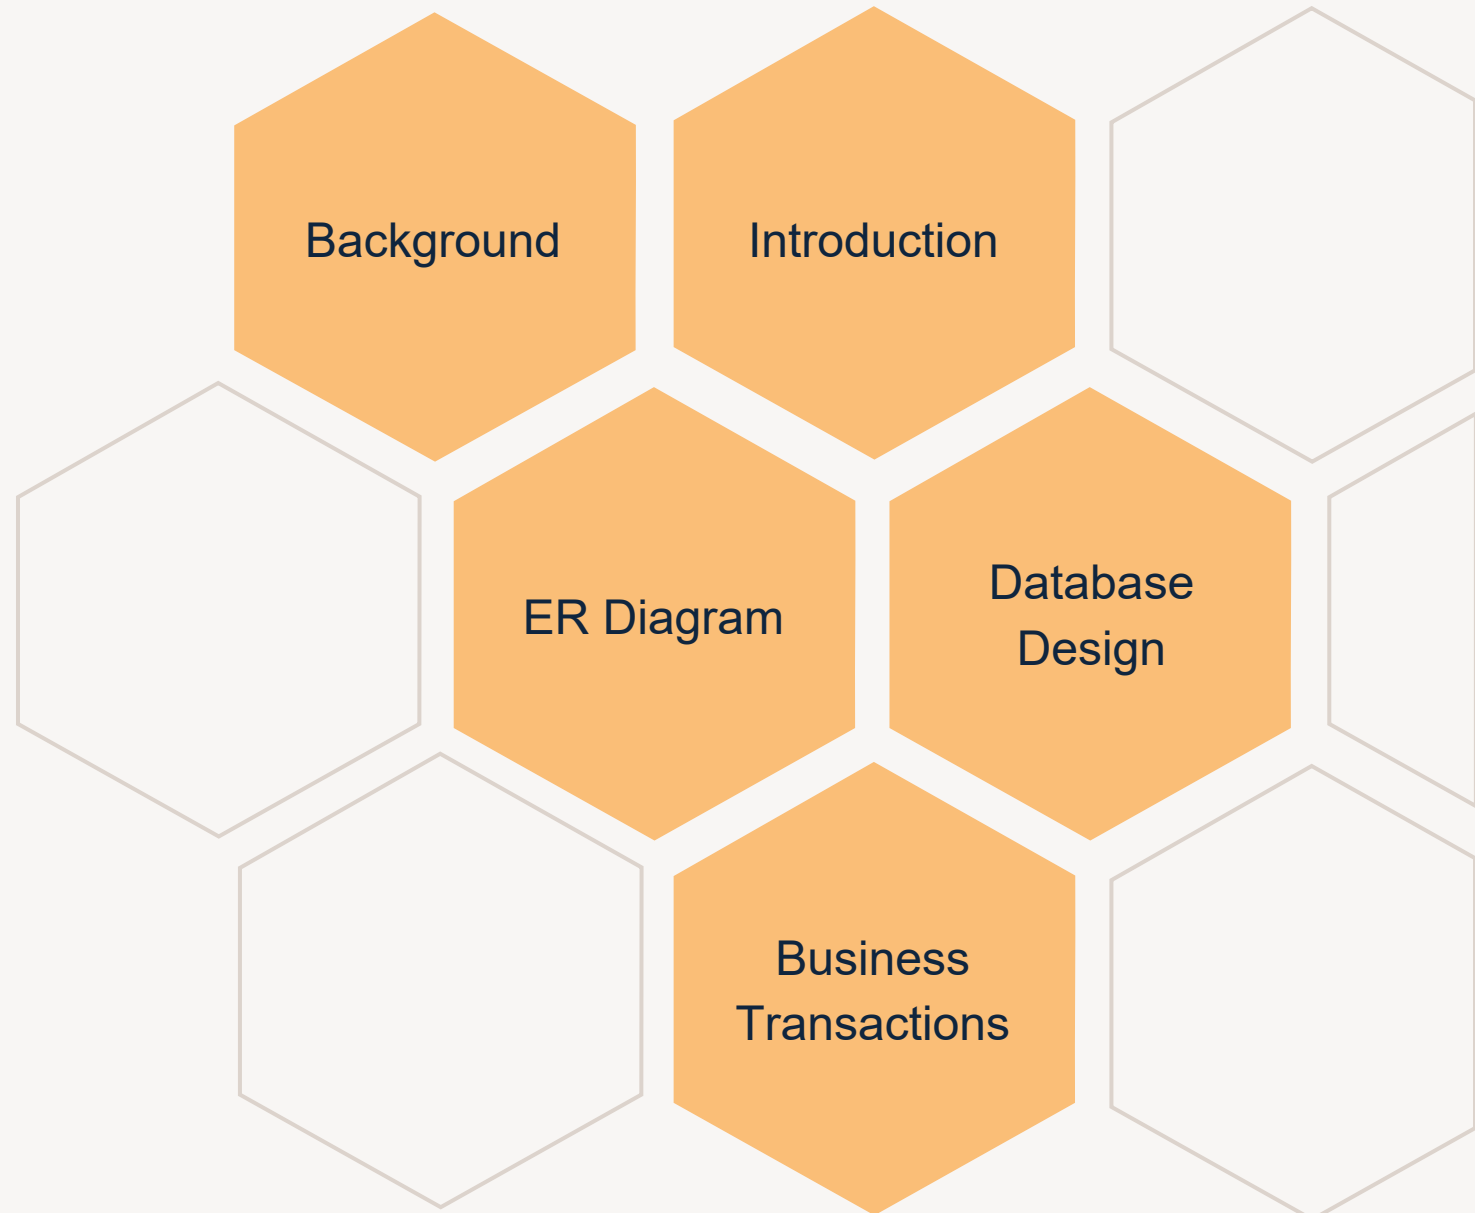 Background
Introduction
ER Diagram
Database
Design
Business
Transactions